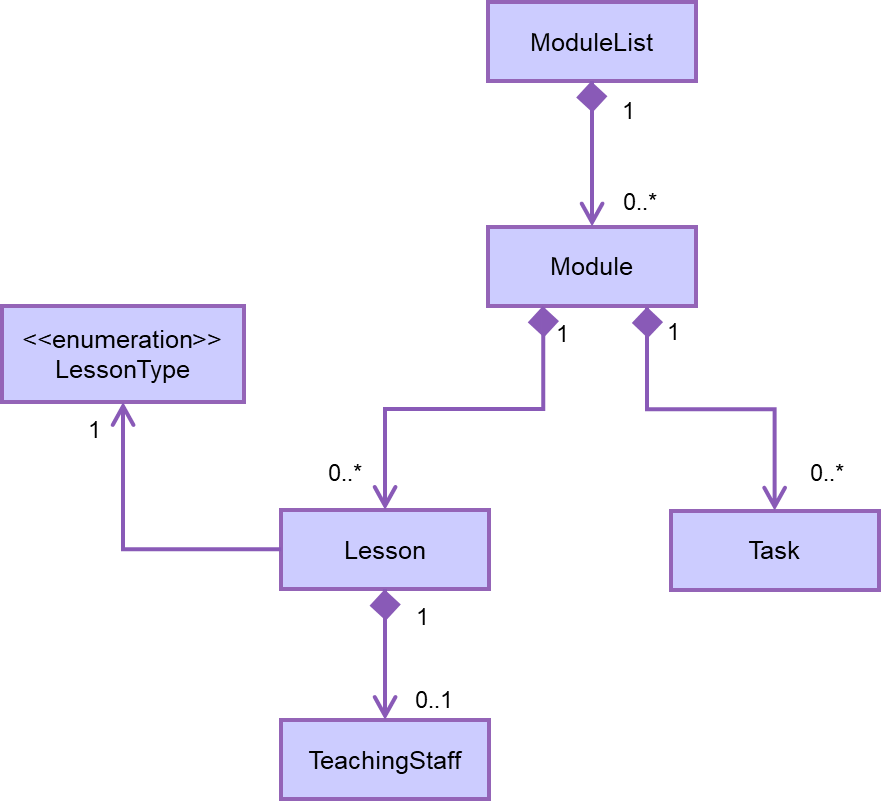 ModuleList
1
0..*
Module
1
1
<<enumeration>>
LessonType
1
0..*
0..*
Lesson
Task
1
0..1
TeachingStaff